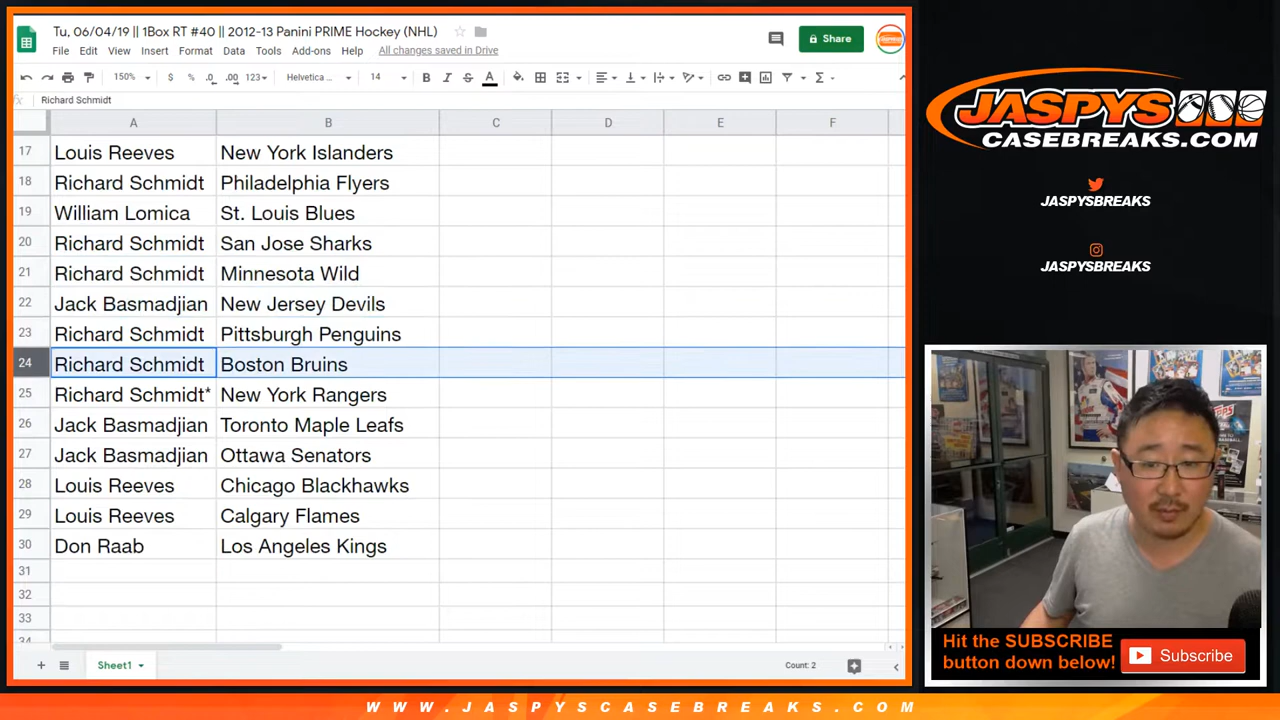 Tu, 06/04/19 || 1Box RT #40 || 2012-13 Panini PRIME Hockey (NHL)
File Edit View Insert Format Data Tools Add-ons Help All changes saved in Drive
Share
150% $ % .0 .00 123 Helvetica ... 14 B I S A
fx Richard Schmidt
A B C D E F
17 Louis Reeves New York Islanders
18 Richard Schmidt Philadelphia Flyers
19 William Lomica St. Louis Blues
20 Richard Schmidt San Jose Sharks
21 Richard Schmidt Minnesota Wild
22 Jack Basmadjian New Jersey Devils
23 Richard Schmidt Pittsburgh Penguins
24 Richard Schmidt Boston Bruins
25 Richard Schmidt* New York Rangers
26 Jack Basmadjian Toronto Maple Leafs
27 Jack Basmadjian Ottawa Senators
28 Louis Reeves Chicago Blackhawks
29 Louis Reeves Calgary Flames
30 Don Raab Los Angeles Kings
31
32
33
34
Sheet1 Count: 2
JASPYS
CASEBREAKS.COM
JASPYSBREAKS
JASPYSBREAKS
Hit the SUBSCRIBE
button down below!
Subscribe
WWW.JASPYSCASEBREAKS.COM